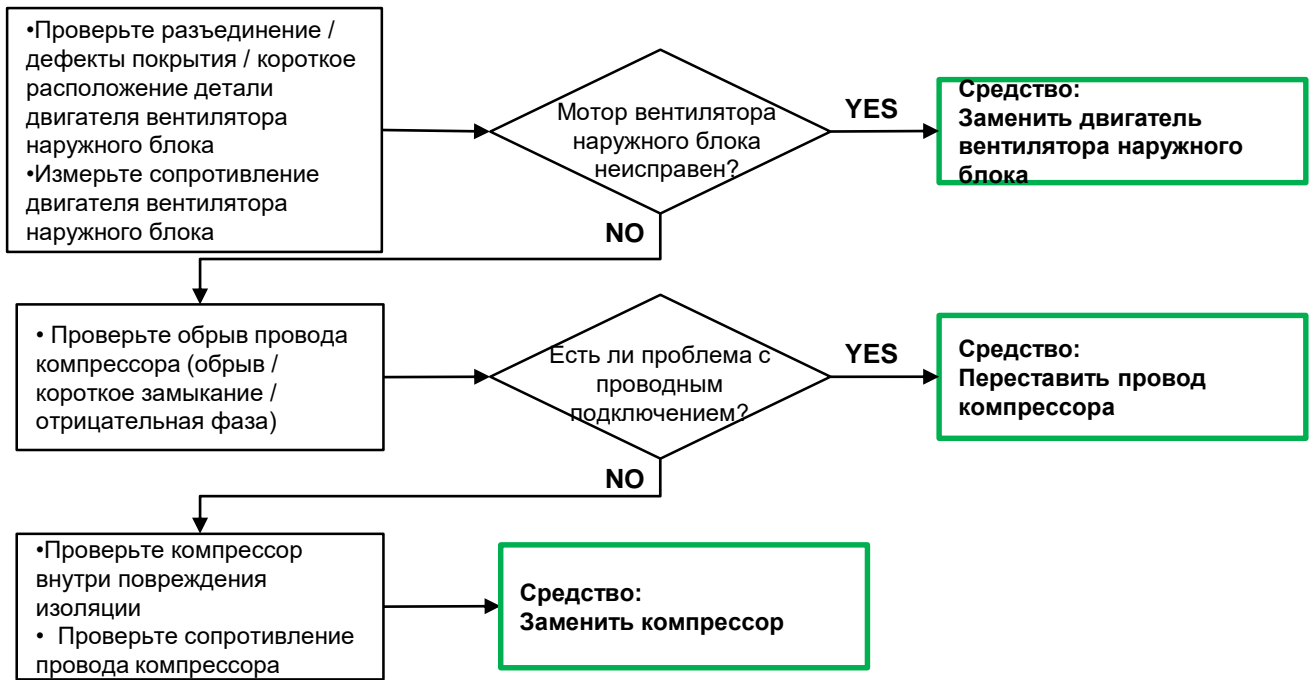 •Проверьте разъединение /
дефекты покрытия / короткое
расположение детали
двигателя вентилятора
наружного блока
•Измерьте сопротивление
двигателя вентилятора
наружного блока
Мотор вентилятора
наружного блока
неисправен?
YES
Средство:
Заменить двигатель
вентилятора наружного
блока
NO
• Проверьте обрыв провода
компрессора (обрыв /
короткое замыкание /
отрицательная фаза)
Есть ли проблема с
проводным
подключением?
YES
Средство:
Переставить провод
компрессора
NO
•Проверьте компрессор
внутри повреждения
изоляции
• Проверьте сопротивление
провода компрессора
Средство:
Заменить компрессор